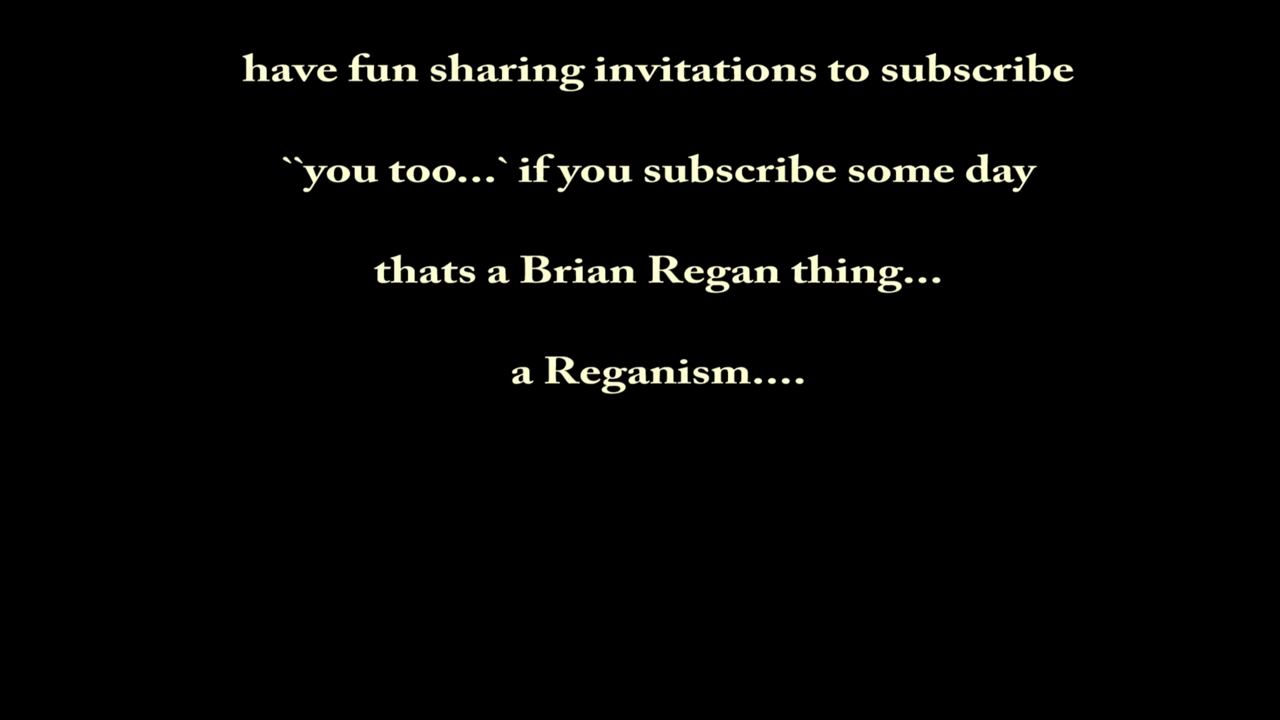 have fun sharing invitations to subscribe
``you too...` if you subscribe some day
thats a Brian Regan thing...
a Reganism....